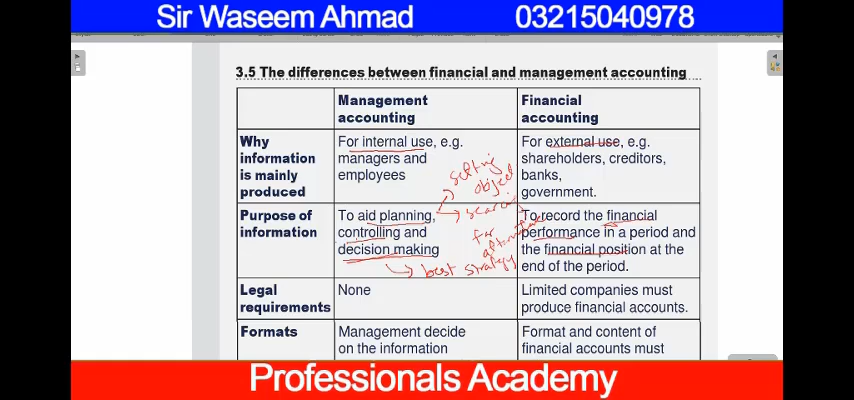 Sir Waseem Ahmad 03215040978
3.5 The differences between financial and management accounting
Management
accounting
Financial
accounting
Why
information
is mainly
produced
For internal use, e.g.
managers and
employees
For external use, e.g.
shareholders, creditors,
banks,
government.
Purpose of
information
To aid planning,
controlling and
decision making
setting
object
searching
for
best strategy
To record the financial
performance in a period and
the financial position at the
end of the period.
Legal
requirements
None
Limited companies must
produce financial accounts.
Formats
Management decide
on the information
Format and content of
financial accounts must
Professionals Academy